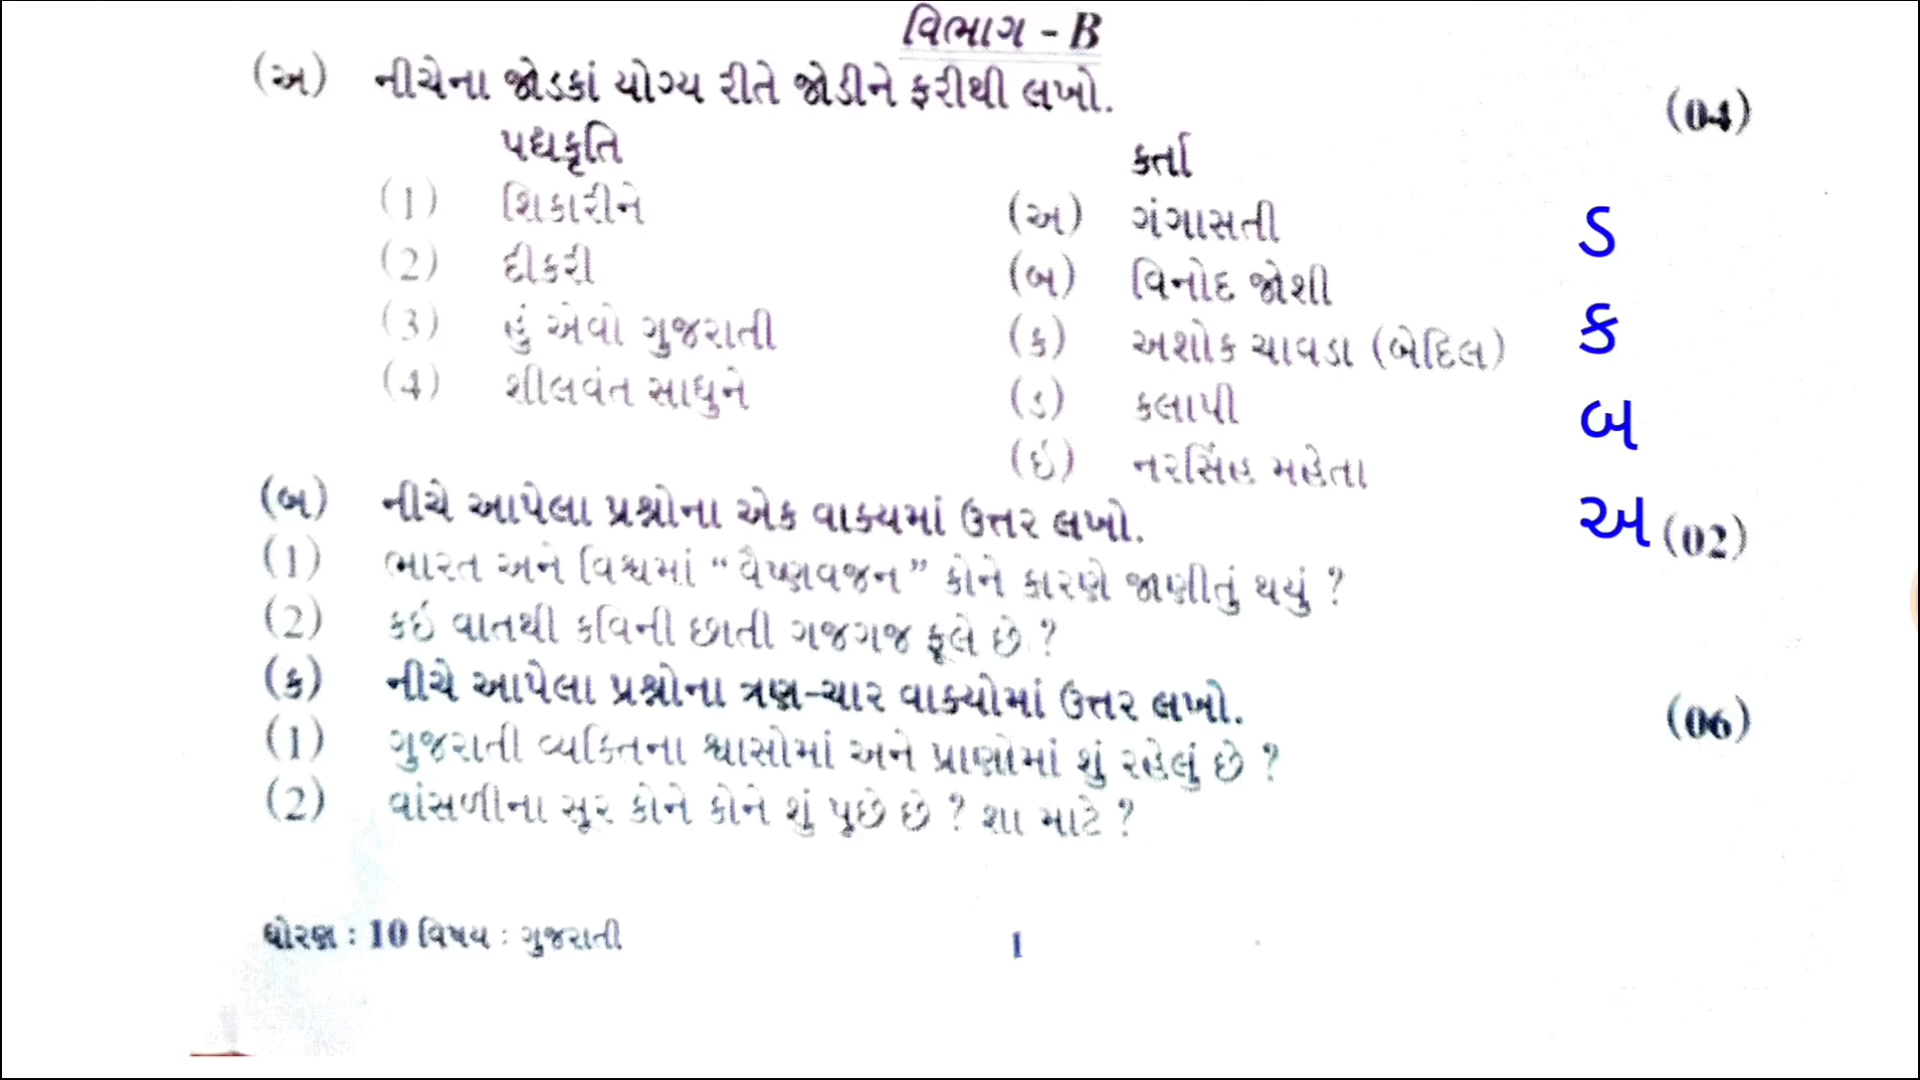 વિભાગ - B
(અ) નીચેના જોડકાં યોગ્ય રીતે જોડીને ફરીથી લખો. (04)
પદ્યકૃતિ કર્તા
(1) શિકારીને (અ) ગંગાસતી ડ
(2) દીકરી (બ) વિનોદ જોશી
(3) હું એવો ગુજરાતી (ક) અશોક ચાવડા (બેદિલ) ક
(4) શીલવંત સાધુને (ડ) કલાપી બ
(ઇ) નરસિંહ મહેતા
(બ) નીચે આપેલા પ્રશ્નોના એક વાક્યમાં ઉત્તર લખો. અ (02)
(1) ભારત અને વિશ્વમાં “વૈષ્ણવજન” કોને કારણે જાણીતું થયું ?
(2) કઇ વાતથી કવિની છાતી ગજગજ ફૂલે છે ?
(ક) નીચે આપેલા પ્રશ્નોના ત્રણ-ચાર વાક્યોમાં ઉત્તર લખો. (06)
(1) ગુજરાતી વ્યક્તિના શ્વાસોમાં અને પ્રાણોમાં શું રહેલું છે ?
(2) વાંસળીના સૂર કોને કોને શું પૂછે છે ? શા માટે ?
ધોરણ : 10 વિષય : ગુજરાતી 1